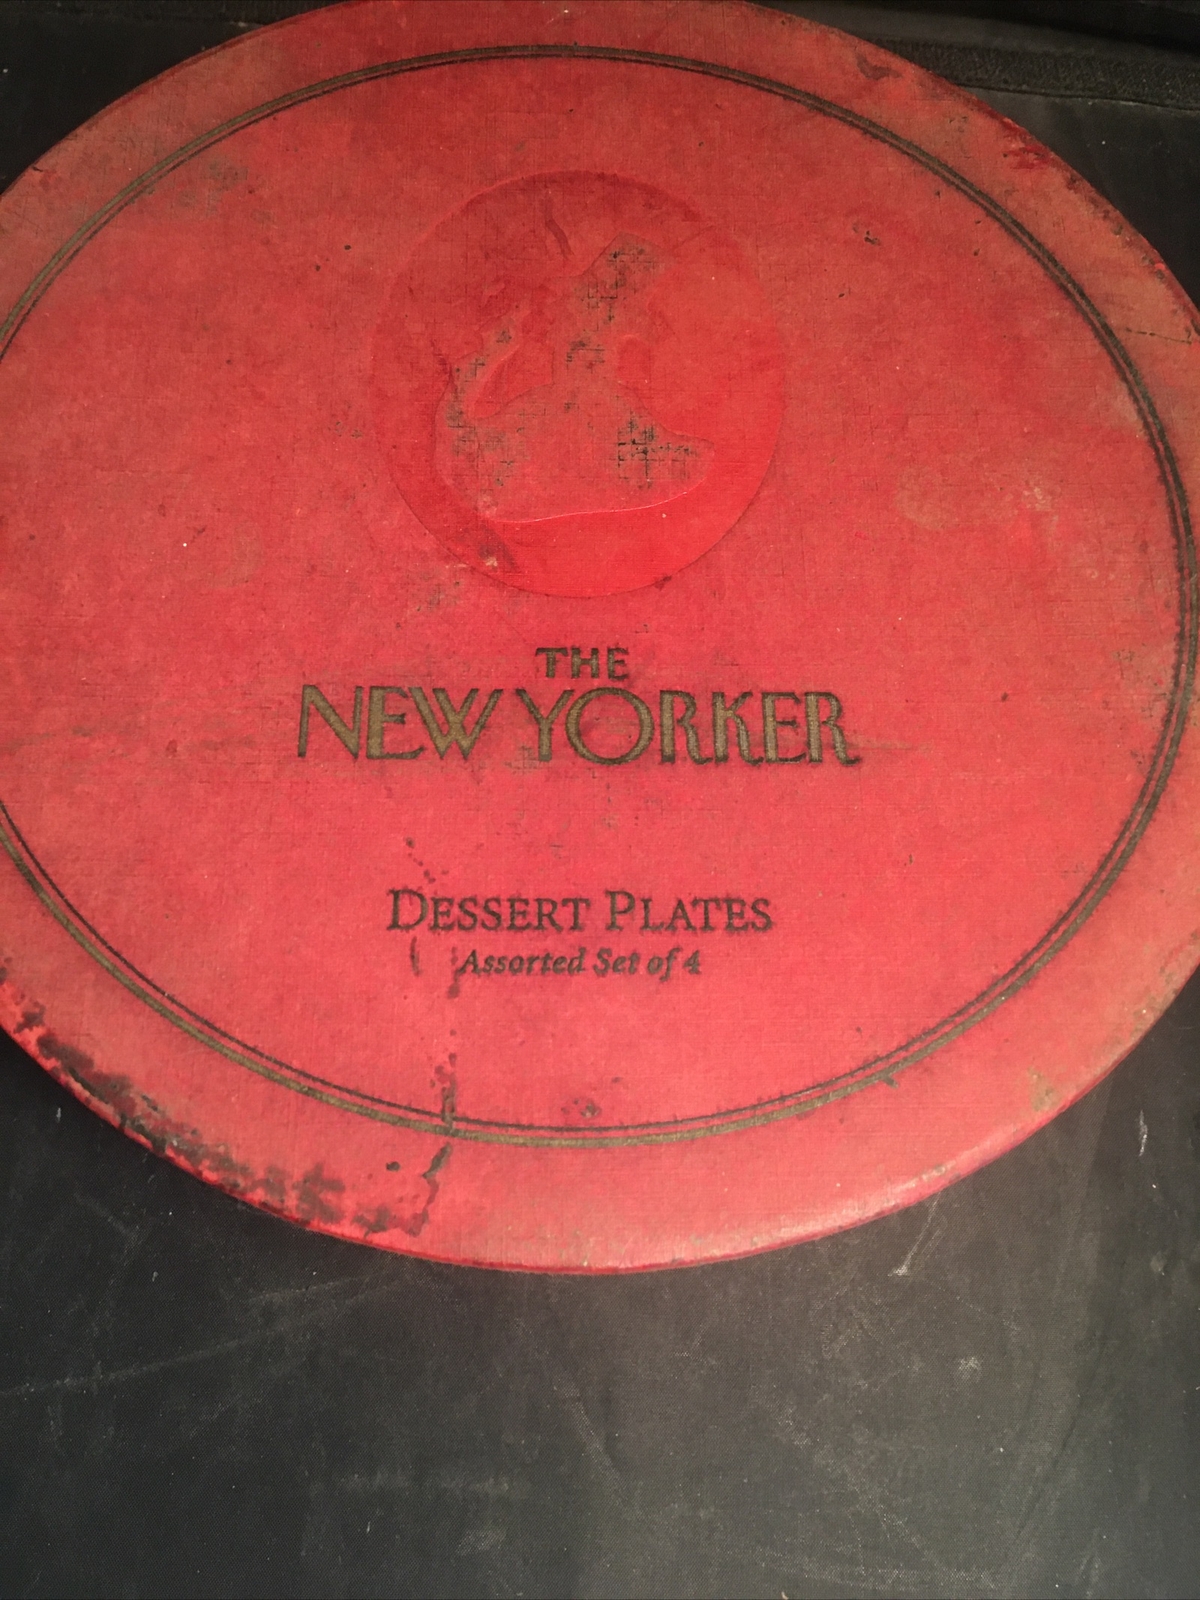 THE
NEW YORKER
DESSERT PLATES
Assorted Set of 4